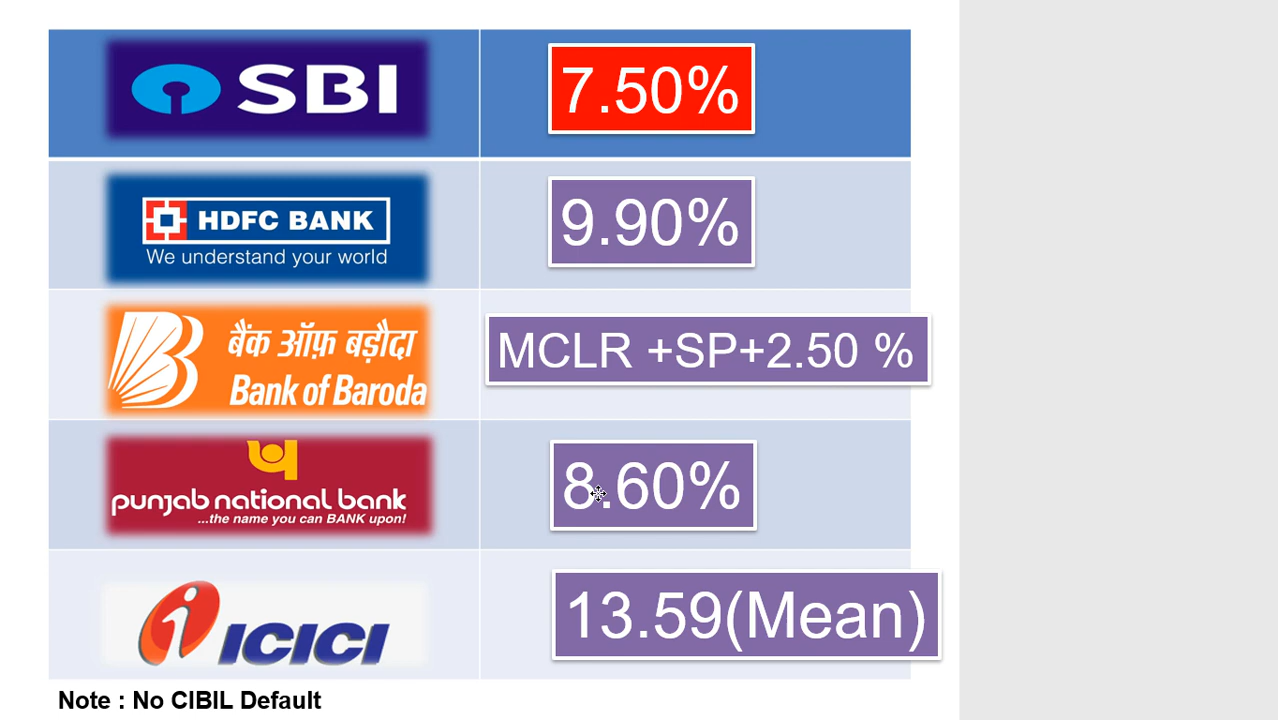 SBI
7.50%
HDFC BANK
We understand your world
9.90%
बैंक ऑफ़ बड़ौदा
Bank of Baroda
MCLR +SP+2.50 %
प
punjab national bank
...the name you can BANK upon!
8.60%
i ICICI
13.59(Mean)
Note : No CIBIL Default